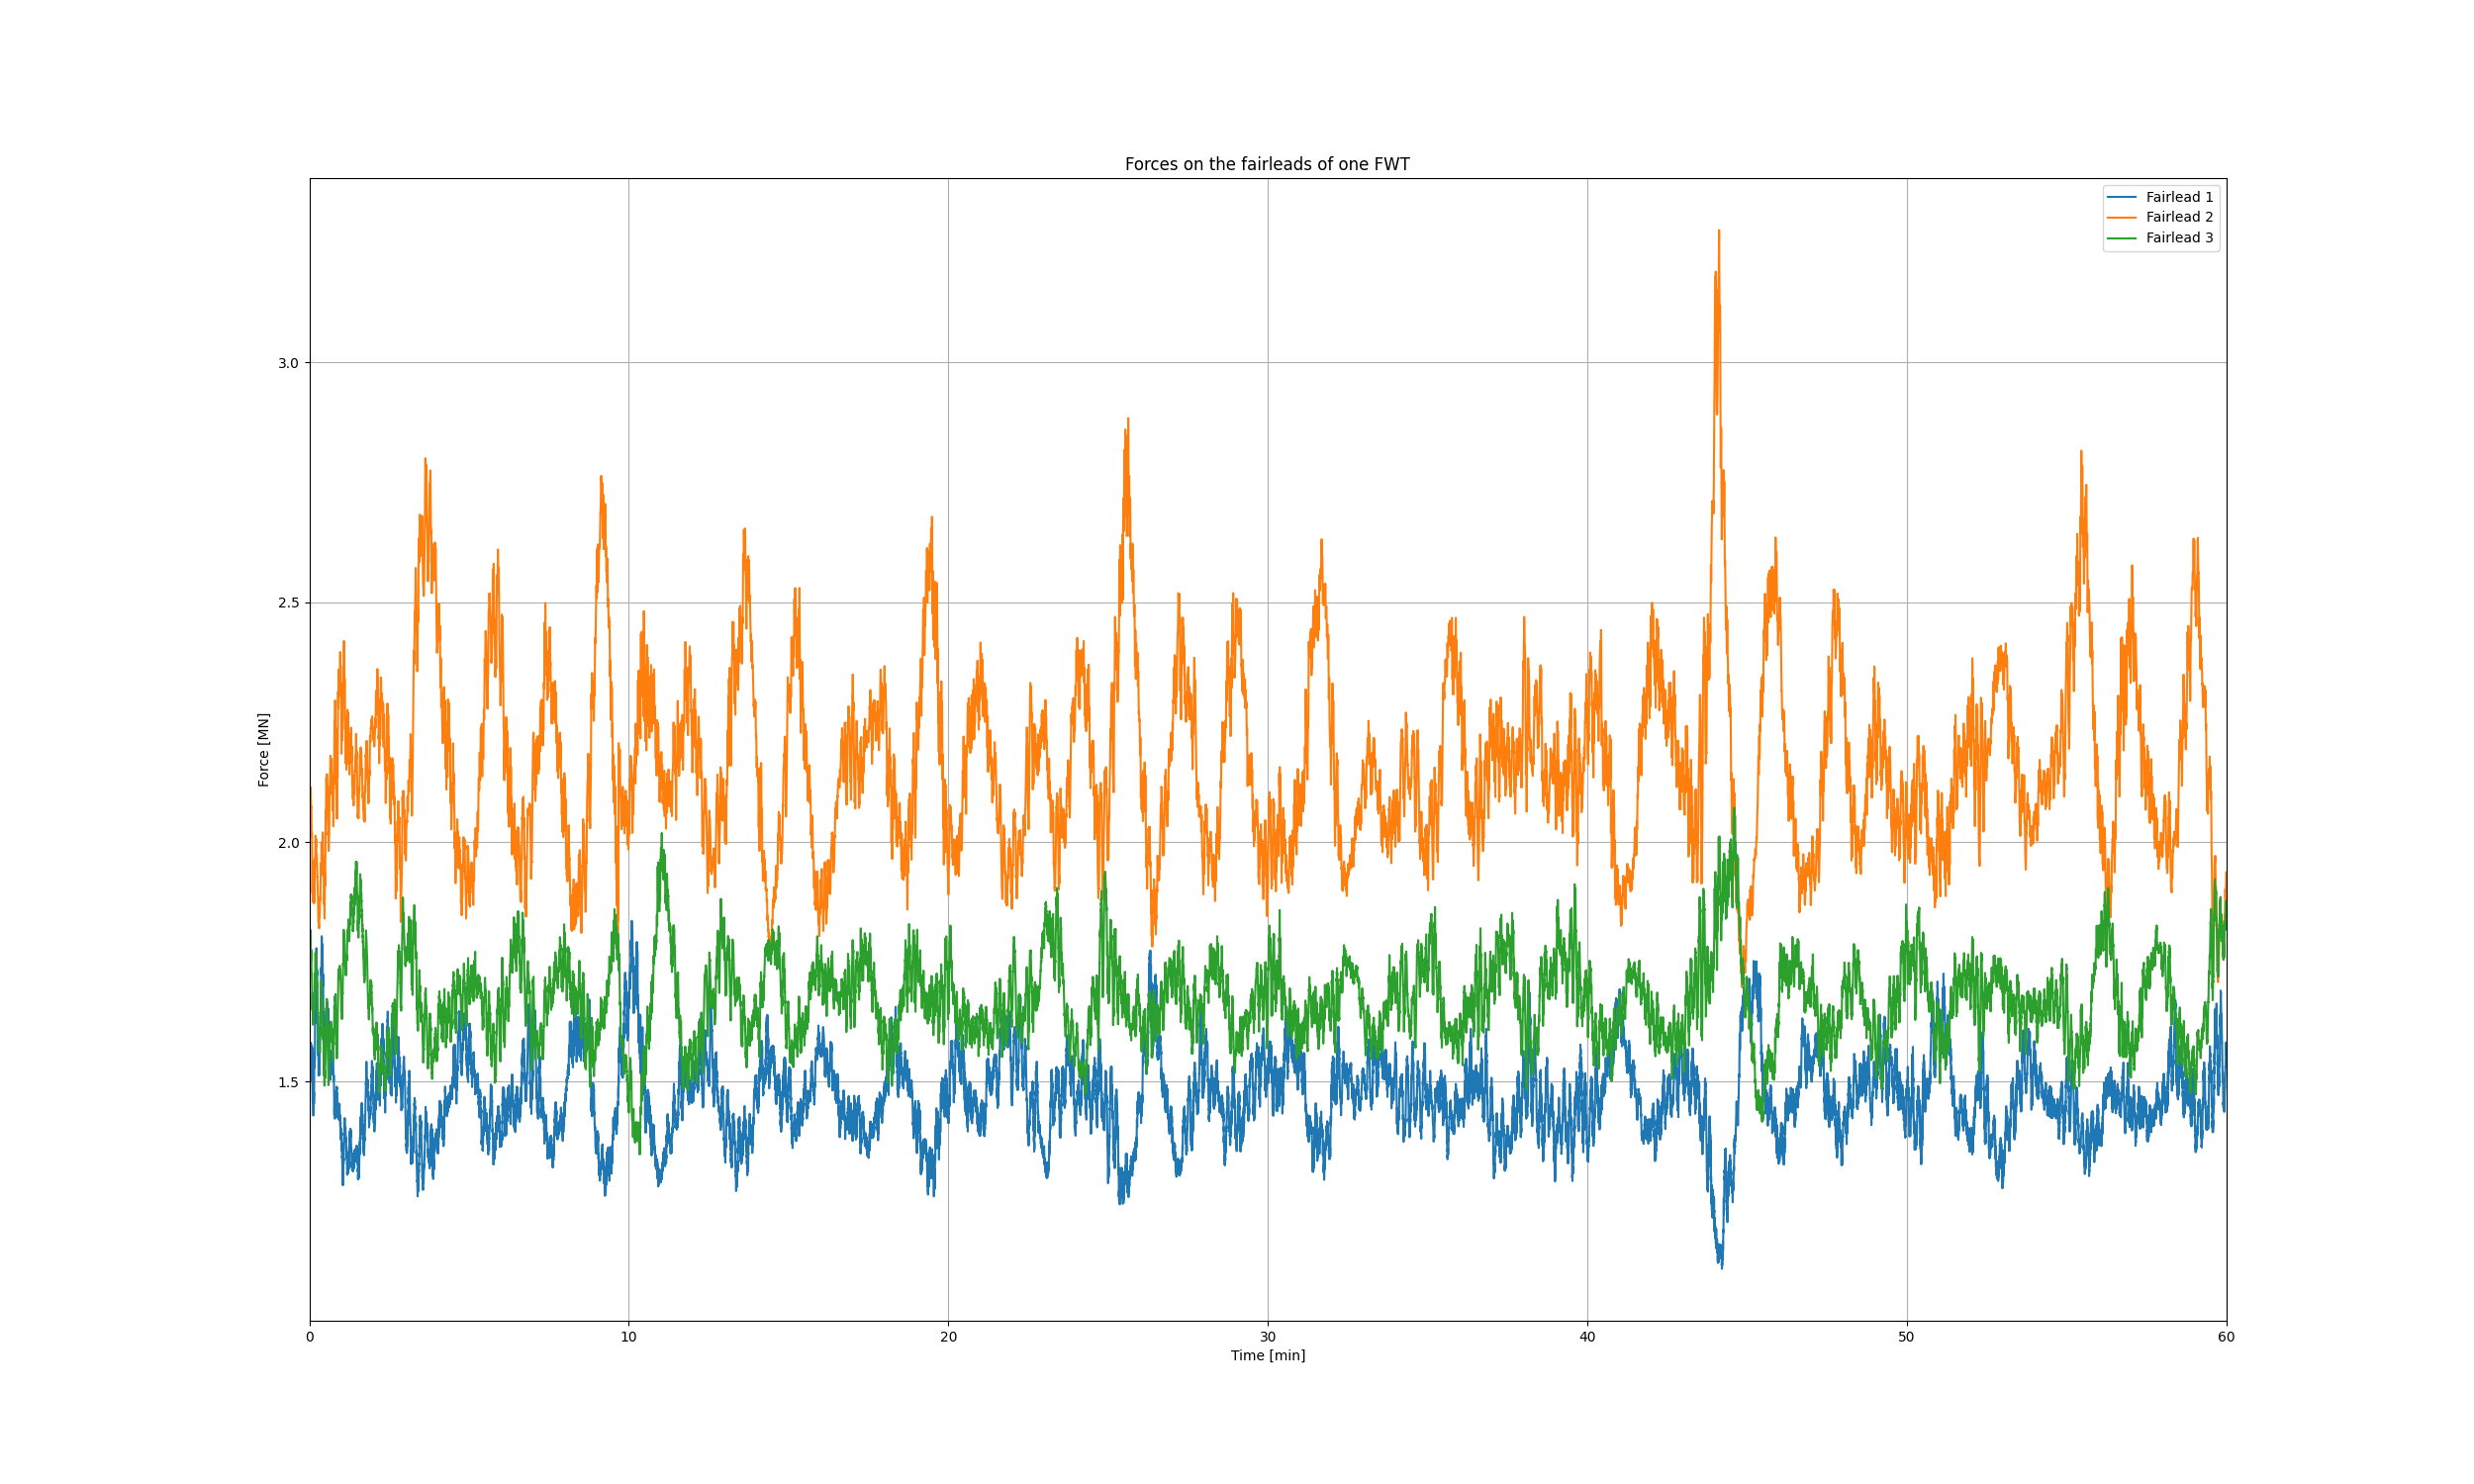 Forces on the fairleads of one FWT
Fairlead 1
Fairlead 2
Fairlead 3
Force [MN]
3.0
2.5
2.0
1.5
0 10 20 30 40 50 60
Time [min]